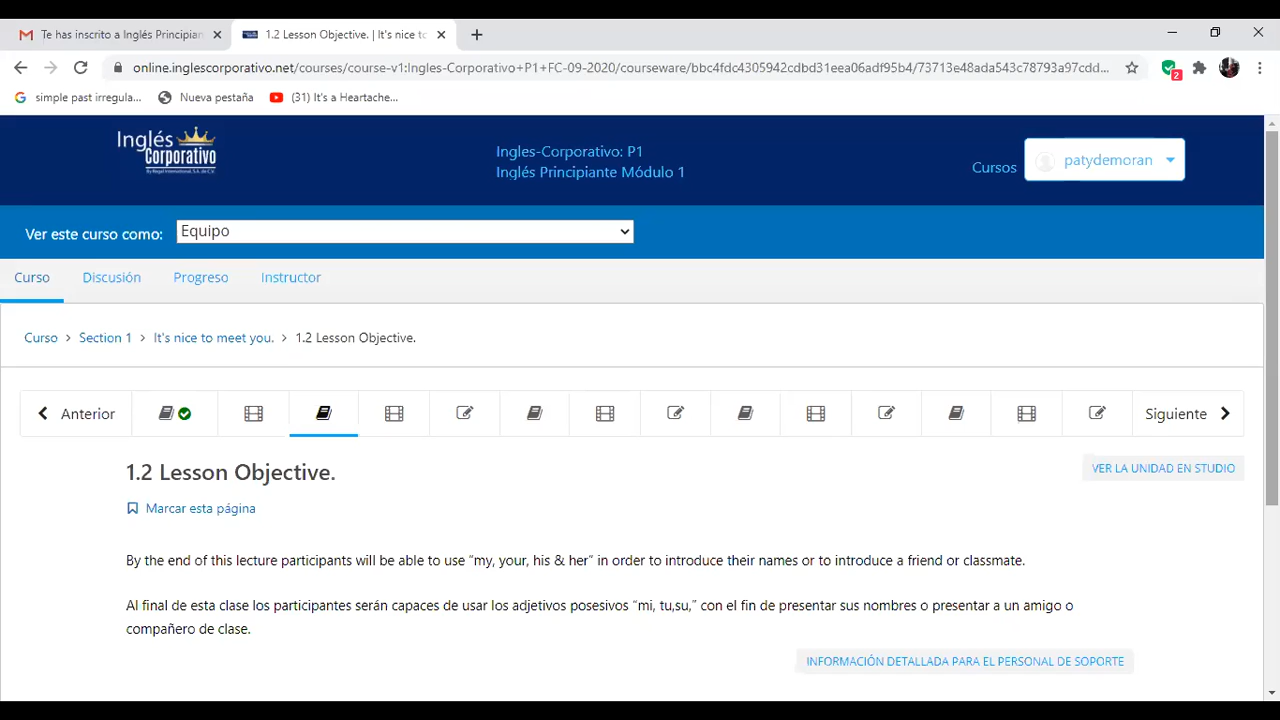 Te has inscrito a Inglés Principian
1.2 Lesson Objective. | It's nice to
online.inglescorporativo.net/courses/course-v1:Ingles-Corporativo+P1+FC-09-2020/courseware/bbc4fdc4305942cdbd31eea06adf95b4/73713e48ada543c78793a97cdd...
2
simple past irregula...
Nueva pestaña
(31) It's a Heartache...
Inglés
Corporativo
By Regal International, S.A. de C.V.
Ingles-Corporativo: P1
Inglés Principiante Módulo 1
Cursos
patydemoran
Ver este curso como:
Equipo
Curso
Discusión
Progreso
Instructor
Curso > Section 1 > It's nice to meet you. > 1.2 Lesson Objective.
Anterior
Siguiente
1.2 Lesson Objective.
VER LA UNIDAD EN STUDIO
Marcar esta página
By the end of this lecture participants will be able to use “my, your, his & her” in order to introduce their names or to introduce a friend or classmate.
Al final de esta clase los participantes serán capaces de usar los adjetivos posesivos “mi, tu,su,” con el fin de presentar sus nombres o presentar a un amigo o
compañero de clase.
INFORMACIÓN DETALLADA PARA EL PERSONAL DE SOPORTE